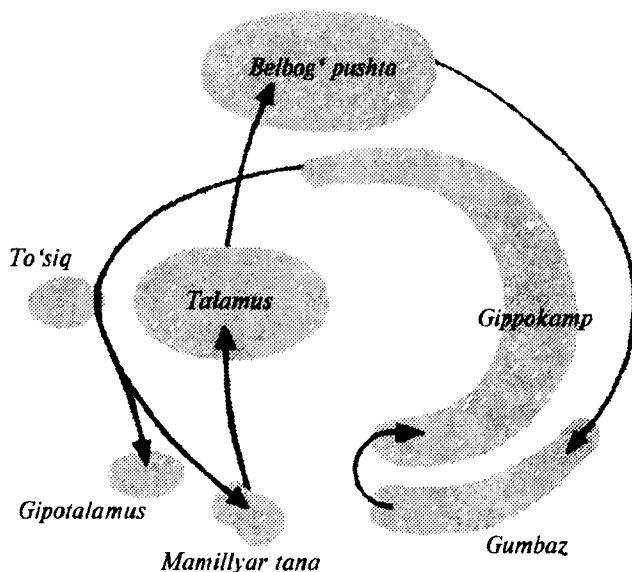 Belbog‘ pushta
To‘siq
Talamus
Gippokamp
Gipotalamus
Mamillyar tana
Gumbaz